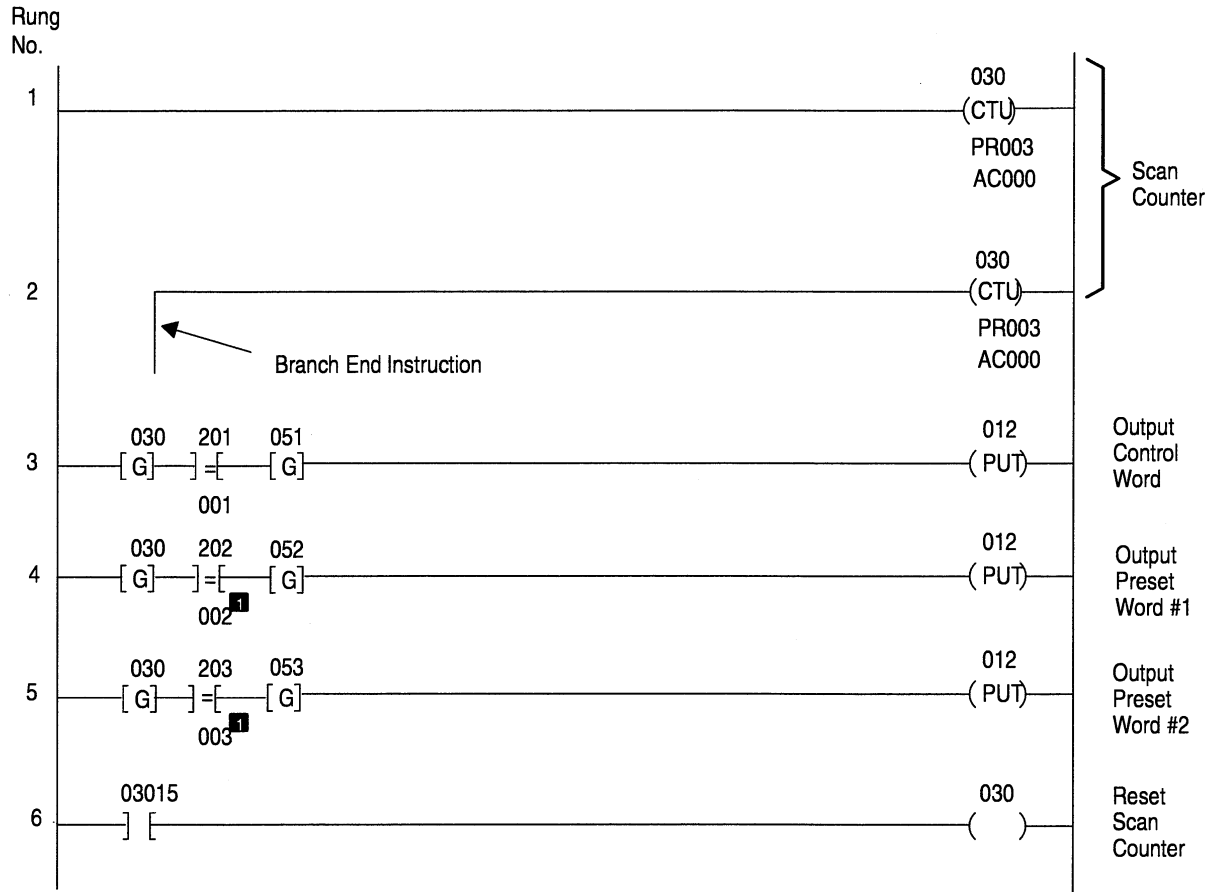 Rung
No.
1
030
(CTU)
PR003
AC000
Scan
Counter
2
030
(CTU)
PR003
AC000
Branch End Instruction
3
030 201 051
[G] ] = [ [G]
001
012
(PUT)
Output
Control
Word
4
030 202 052
[G] ] = [ [G]
002 1
012
(PUT)
Output
Preset
Word #1
5
030 203 053
[G] ] = [ [G]
003 1
012
(PUT)
Output
Preset
Word #2
6
03015
] [
030
( )
Reset
Scan
Counter